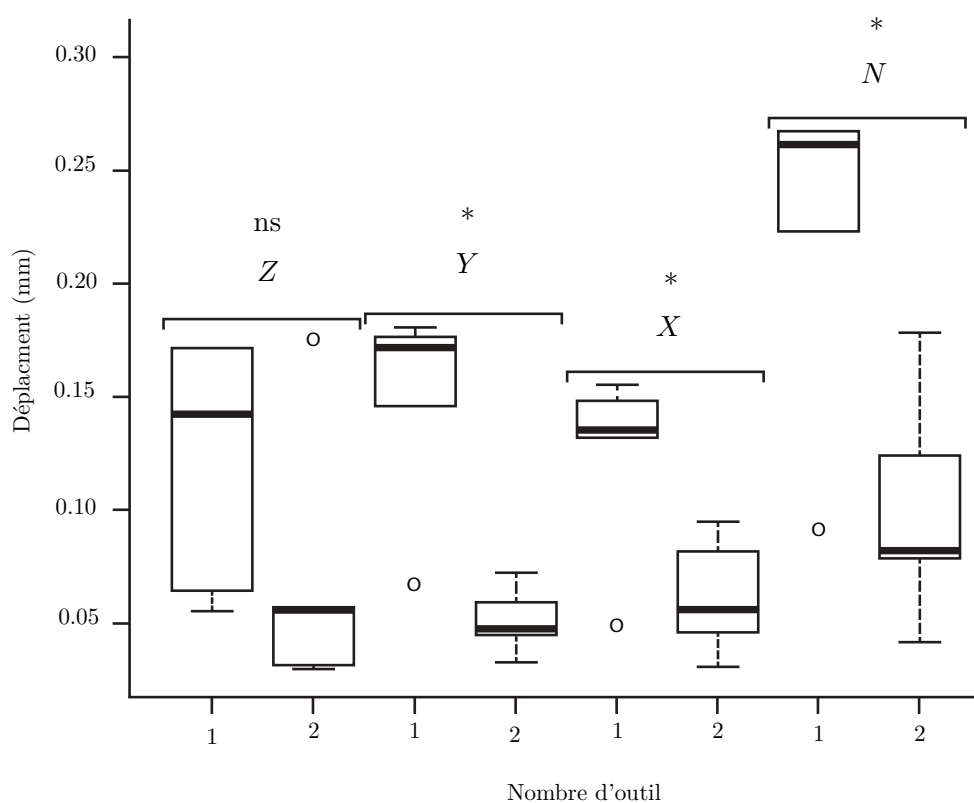 *
N
0.30
0.25
ns
*
Z
Y
*
X
0.20
0.15
0.10
0.05
Déplacment (mm)
1 2 1 2 1 2 1 2
Nombre d'outil